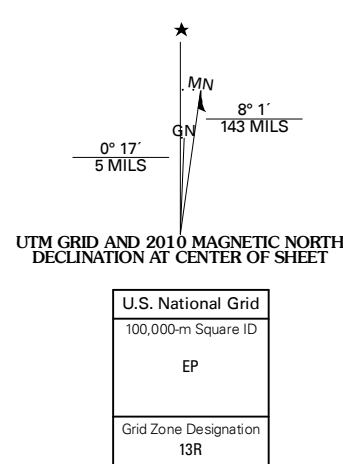 MN
GN
8° 1´
143 MILS
0° 17´
5 MILS
UTM GRID AND 2010 MAGNETIC NORTH
DECLINATION AT CENTER OF SHEET
U.S. National Grid
100,000-m Square ID
EP
Grid Zone Designation
13R